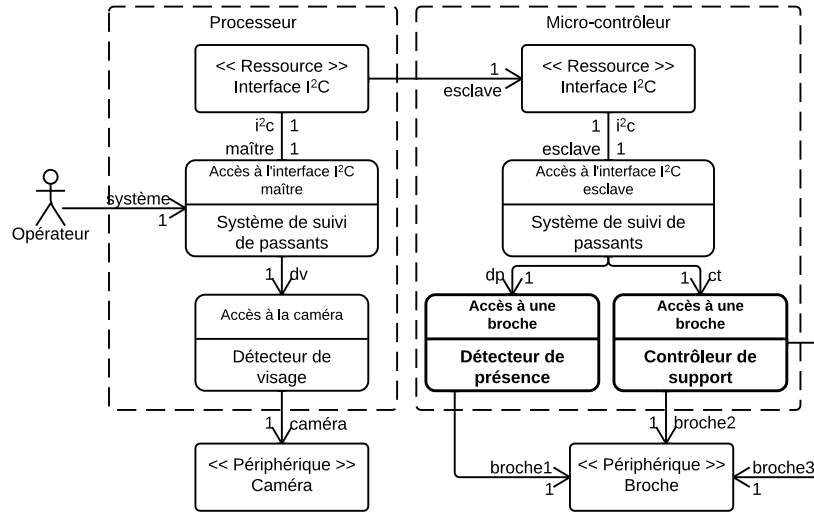 Processeur
Micro-contrôleur
<< Ressource >>
Interface I²C
1
esclave
<< Ressource >>
Interface I²C
i²c 1
maître 1
1 i²c
esclave 1
Accès à l'interface I²C
maître
Système de suivi
de passants
Accès à l'interface I²C
esclave
Système de suivi de
passants
système
1
Opérateur
1 dv
dp 1
1 ct
Accès à la caméra
Détecteur de
visage
Accès à une
broche
Détecteur de
présence
Accès à une
broche
Contrôleur de
support
1 caméra
1 broche2
<< Périphérique >>
Caméra
broche1
1
<< Périphérique >>
Broche
broche3
1